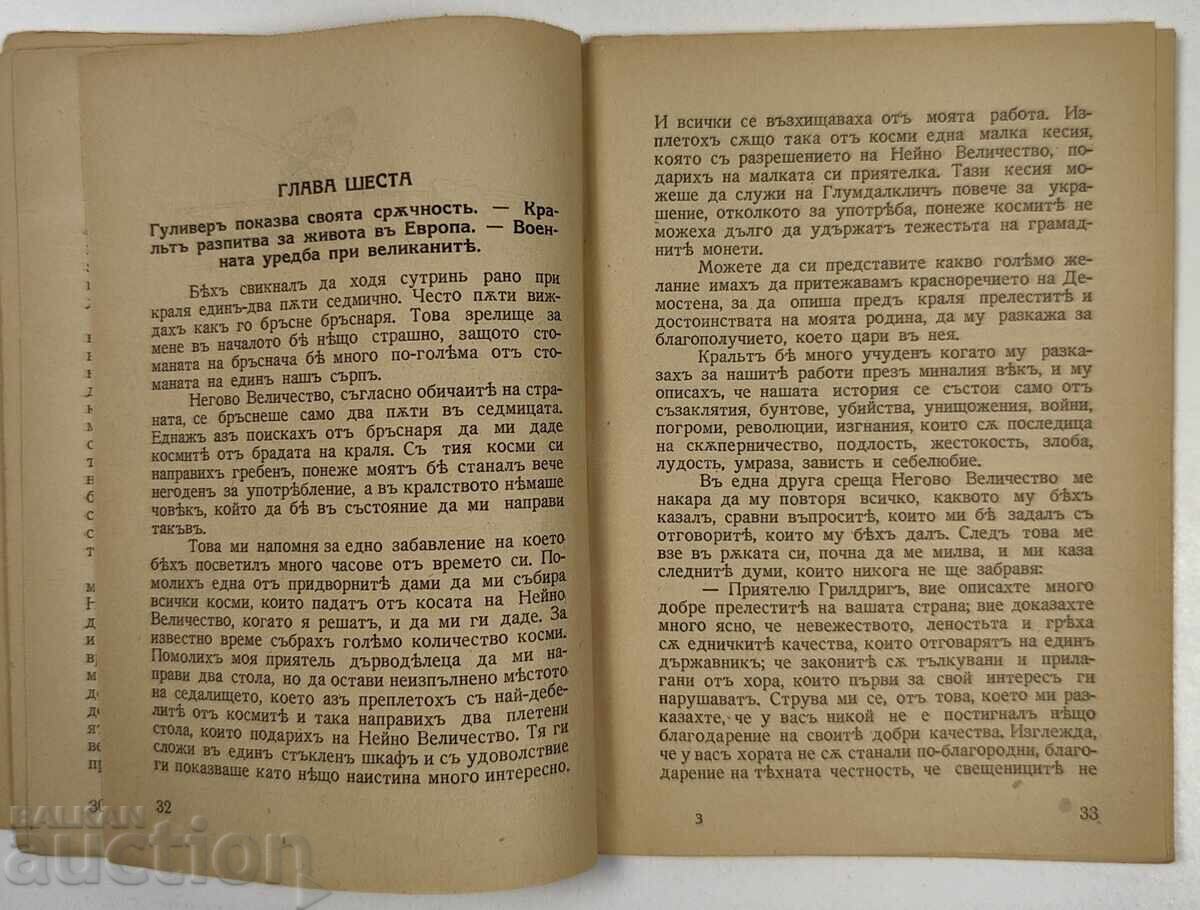 ГЛАВА ШЕСТА
Гуливеръ показва своята срѫчность. — Кра-
льтъ разпитва за живота въ Европа. — Воен-
ната уредба при великанитѣ.
Бѣхъ свикналъ да ходя сутринь рано при
краля единъ-два пѫти седмично. Често пѫти виж-
дахъ какъ го бръсне бръснаря. Това зрелище за
мене въ началото бѣ нѣщо страшно, защото сто-
маната на бръснача бѣ много по-голѣма отъ сто-
маната на единъ нашъ сърпъ.
Негово Величество, съгласно обичаитѣ на стра-
ната, се бръснеше само два пѫти въ седмицата.
Еднажъ азъ поискахъ отъ бръснаря да ми даде
космитѣ отъ брадата на краля. Съ тия косми си
направихъ гребенъ, понеже моятъ бѣ станалъ вече
негоденъ за употрѣбление, а въ кралството нѣмаше
човѣкъ, който да бѣ въ състояние да ми направи
такъвъ.
Това ми напомня за едно забавление на което
бѣхъ посветилъ много часове отъ времето си. По-
молихъ една отъ придворнитѣ дами да ми събира
всички косми, които падатъ отъ косата на Нейно
Величество, когато я решатъ, и да ми ги даде. За
известно време събрахъ голѣмо количество косми.
Помолихъ моя приятель дърводѣлеца да ми на-
прави два стола, но да остави неизпълнено мѣстото
на седалището, което азъ преплетохъ съ най-дебе-
литѣ отъ космитѣ и така направихъ два плетени
стола, които подарихъ на Нейно Величество. Тя ги
сложи въ единъ стъкленъ шкафъ и съ удоволствие
ги показваше като нѣщо наистина много интересно.
30
32
И всички се възхищаваха отъ моята работа. Из-
плетохъ сѫщо така отъ косми една малка кесия,
която съ разрешението на Нейно Величество, по-
дарихъ на малката си приятелка. Тази кесия мо-
жеше да служи на Глумдалкличъ повече за укра-
шение, отколкото за употрѣба, понеже космитѣ не
можеха дълго да удържатъ тежестьта на грамад-
нитѣ монети.
Можете да си представите какво голѣмо же-
лание имахъ да притежавамъ красноречието на Де-
мостена, за да опиша предъ краля прелеститѣ и
достоинствата на моята родина, да му разкажа за
благополучието, което цари въ нея.
Кральтъ бѣ много учуденъ когато му разка-
захъ за нашитѣ работи презъ миналия вѣкъ, и му
описахъ, че нашата история се състои само отъ
съзаклятия, бунтове, убийства, унищожения, войни,
погроми, революции, изгнания, които сѫ последица
на скѫперничество, подлость, жестокость, злоба,
лудость, умраза, зависть и себелюбие.
Въ една друга среща Негово Величество ме
накара да му повторя всичко, каквото му бѣхъ
казалъ, сравни въпроситѣ, които ми бѣ задалъ съ
отговоритѣ, които му бѣхъ далъ. Следъ това ме
взе въ рѫката си, почна да ме милва, и ми каза
следнитѣ думи, които никога не ще забравя:
— Приятелю Грилдригъ, вие описахте много
добре прелеститѣ на вашата страна; вие доказахте
много ясно, че невежеството, леностьта и грѣха
сѫ едничкитѣ качества, които отговарятъ на единъ
държавникъ; че законитѣ сѫ тълкувани и прила-
гани отъ хора, които първи за свой интересъ ги
нарушаватъ. Струва ми се, отъ това, което ми раз-
казахте, че у васъ никой не е постигналъ нѣщо
благодарение на своитѣ добри качества. Изглежда,
че у васъ хората не сѫ станали по-благородни, благо-
дарение на тѣхната честность, че свещеницитѣ не
3
33
БАЛКАН
auction